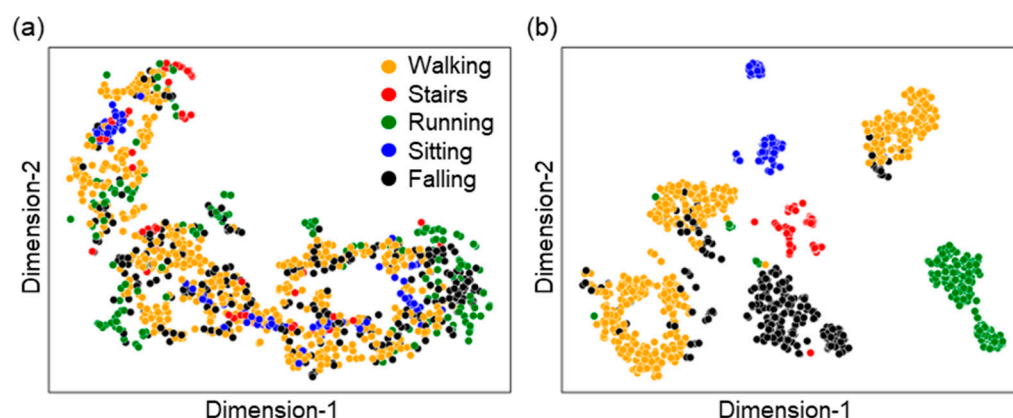 (a)
Walking
Stairs
Running
Sitting
Falling
Dimension-2
Dimension-1
(b)
Dimension-2
Dimension-1